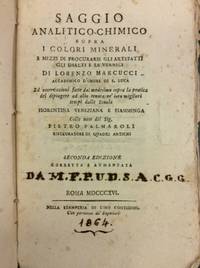 SAGGIO
ANALITICO-CHIMICO
SOPRA
I COLORI MINERALI
E MEZZI DI PROCURARSI GLI ARTEFATTI
GLI SMALTI E LE VERNICI
DI LORENZO MARCUCCI
ACCADEMICO D'ONORE DI S. LUCA
Ed osservazioni fatte dal medesimo sopra la pratica
del dipingere ad olio tenuta ne' loro migliori
tempi dalle Scuole
FIORENTINA VENEZIANA E FIAMMINGA
Colle note del Sig.
PIETRO PALMAROLI
RISTAURATORE DI QUADRI ANTICHI
SECONDA EDIZIONE
CORRETTA E AUMENTATA
DA M. F. P. U. D. S. A. C. G. G.
ROMA MDCCCXVI.
NELLA STAMPERIA DI LINO CONTEDINI.
Con permesso de' Superiori
1864.